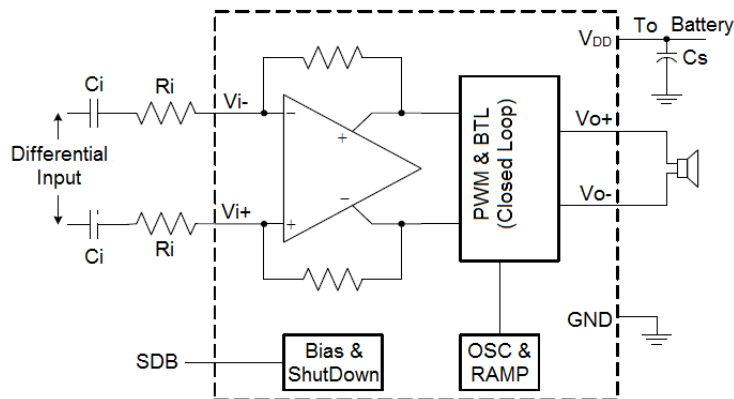 To Battery
VDD
Cs
Ci
Ri
Vi-
−
+
PWM & BTL
(Closed Loop)
Vo+
Differential
Input
Vi+
+
−
Vo-
Ci
Ri
GND
SDB
Bias &
ShutDown
OSC &
RAMP